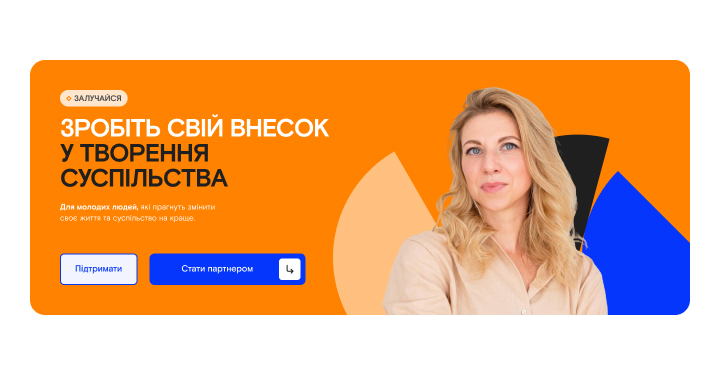 ЗАЛУЧАЙСЯ
ЗРОБІТЬ СВІЙ ВНЕСОК
У ТВОРЕННЯ
СУСПІЛЬСТВА
Для молодих людей, які прагнуть змінити
своє життя та суспільство на краще.
Підтримати
Стати партнером